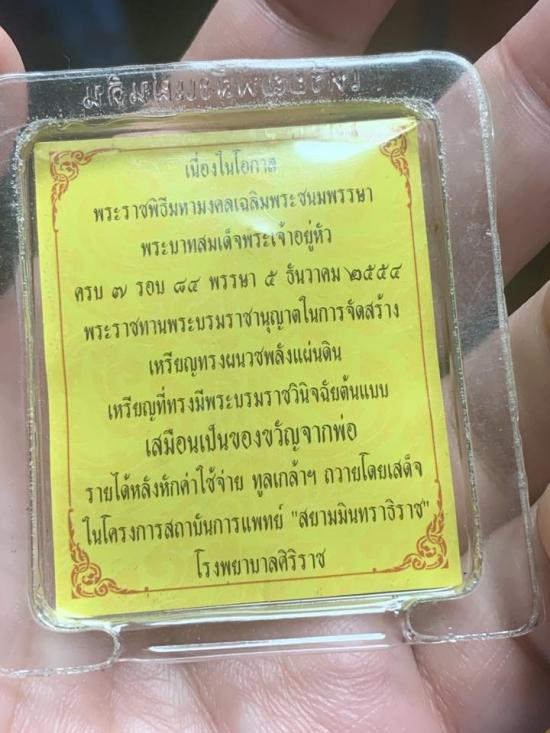 เนื่องในโอกาส
พระราชพิธีมหามงคลเฉลิมพระชนมพรรษา
พระบาทสมเด็จพระเจ้าอยู่หัว
ครบ ๗ รอบ ๘๔ พรรษา ๕ ธันวาคม ๒๕๕๔
พระราชทานพระบรมราชานุญาตในการจัดสร้าง
เหรียญทรงผนวชพลังแผ่นดิน
เหรียญที่ทรงมีพระบรมราชวินิจฉัยต้นแบบ
เสมือนเป็นของขวัญจากพ่อ
รายได้หลังหักค่าใช้จ่าย ทูลเกล้าฯ ถวายโดยเสด็จ
ในโครงการสถาบันการแพทย์ "สยามมินทราธิราช"
โรงพยาบาลศิริราช